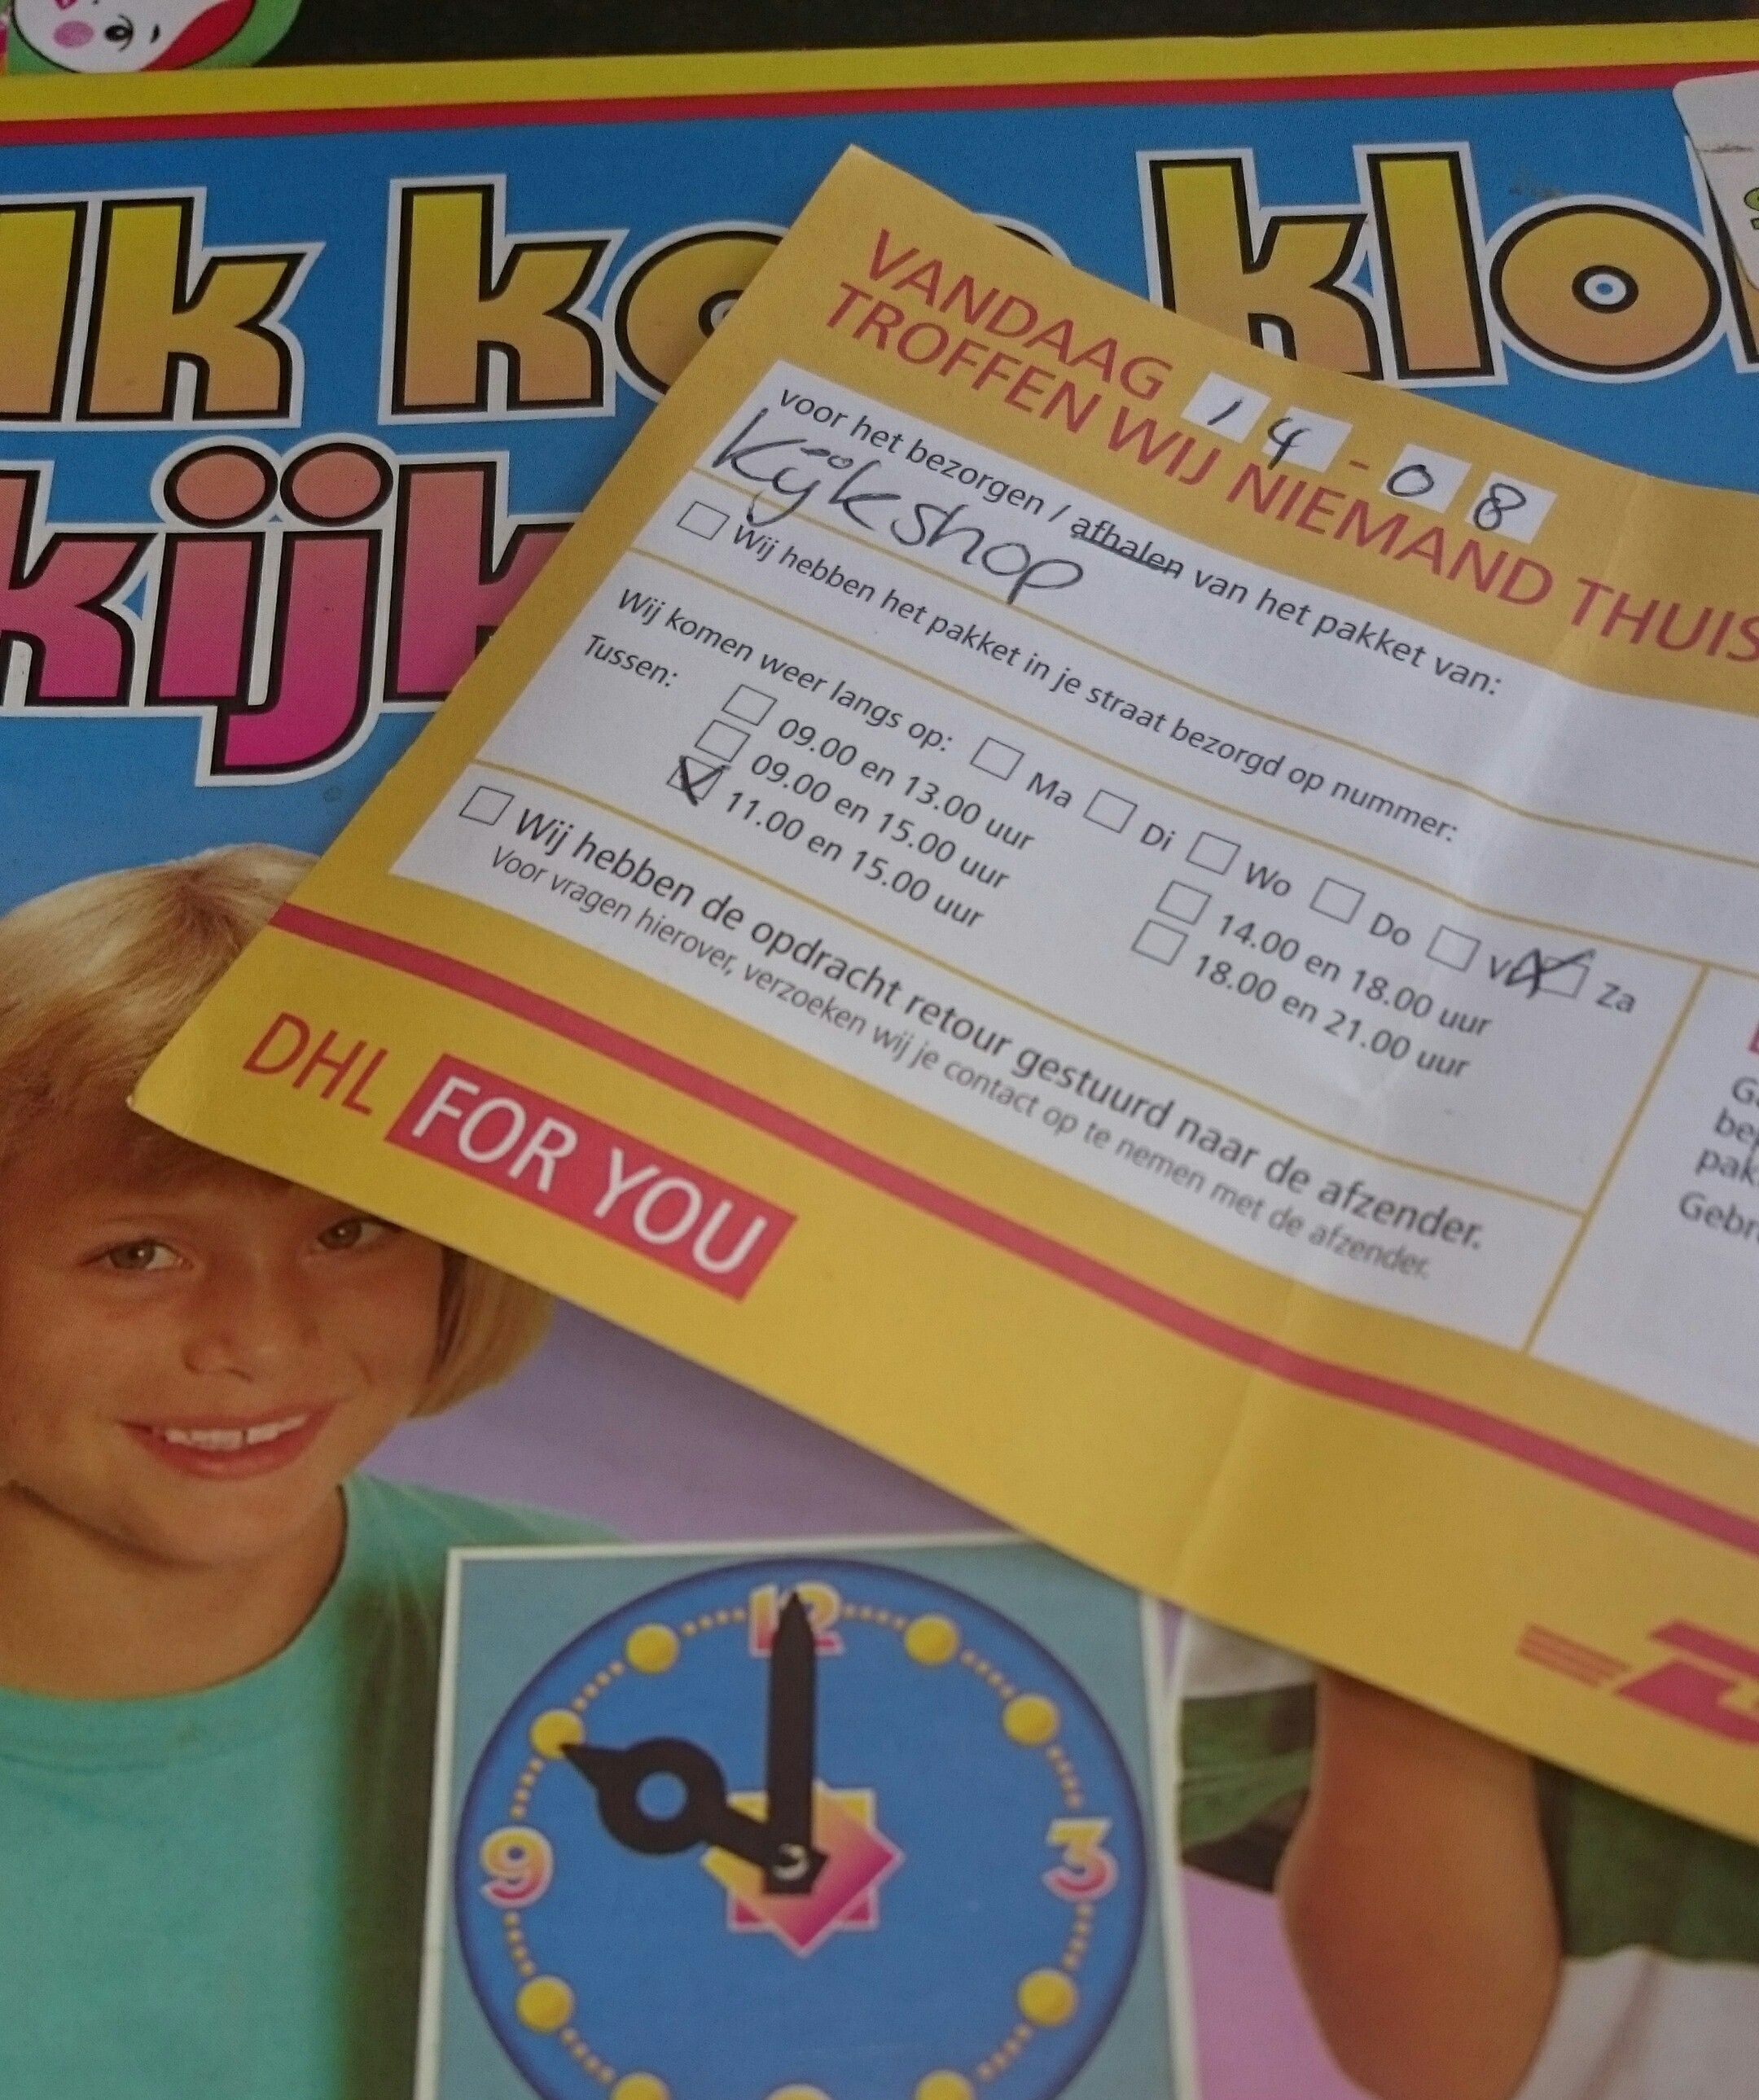 Ik ka klo
kijk
VANDAAG 14-08
TROFFEN WIJ NIEMAND THUIS
voor het bezorgen / afhalen van het pakket van:
Kijkshop
Wij hebben het pakket in je straat bezorgd op nummer:
Wij komen weer langs op: Ma Di Wo Do Vr Za
Tussen:
09.00 en 13.00 uur
09.00 en 15.00 uur
11.00 en 15.00 uur
14.00 en 18.00 uur
18.00 en 21.00 uur
Wij hebben de opdracht retour gestuurd naar de afzender.
Voor vragen hierover, verzoeken wij je contact op te nemen met de afzender.
be
pak
Gebr
DHL FOR YOU
12
9
3